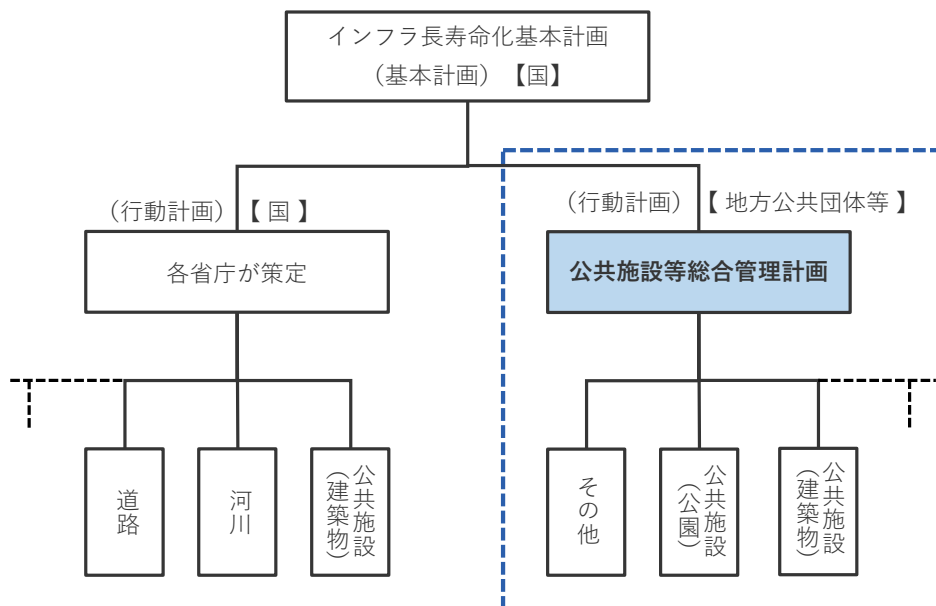 インフラ長寿命化基本計画
（基本計画）【国】
（行動計画）【 国 】
（行動計画）【 地方公共団体等 】
各省庁が策定
公共施設等総合管理計画
道路
河川
公共施設
（建築物）
その他
公共施設
（公園）
公共施設
（建築物）